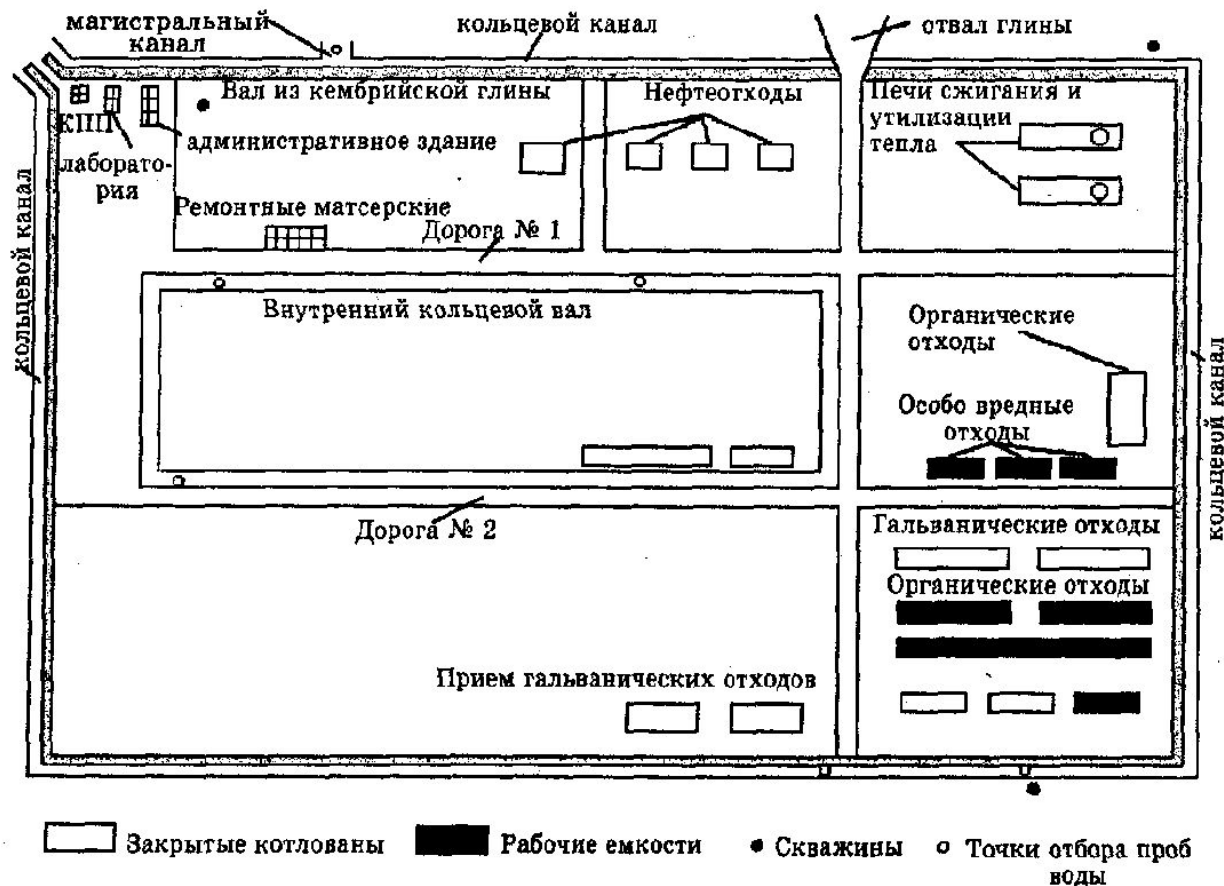 магистральный
канал
кольцевой канал
отвал глины
Вал из кембрийской глины
Нефтеотходы
Печи сжигания и
утилизации
тепла
КПП
административное здание
лаборато-
рия
Ремонтные матсерские
Дорога № 1
кольцевой канал
Внутренний кольцевой вал
Органические
отходы
Особо вредные
отходы
кольцевой канал
Дорога № 2
Гальванические отходы
Органические отходы
Прием гальванических отходов
Закрытые котлованы
Рабочие емкости
Скважины
Точки отбора проб
воды